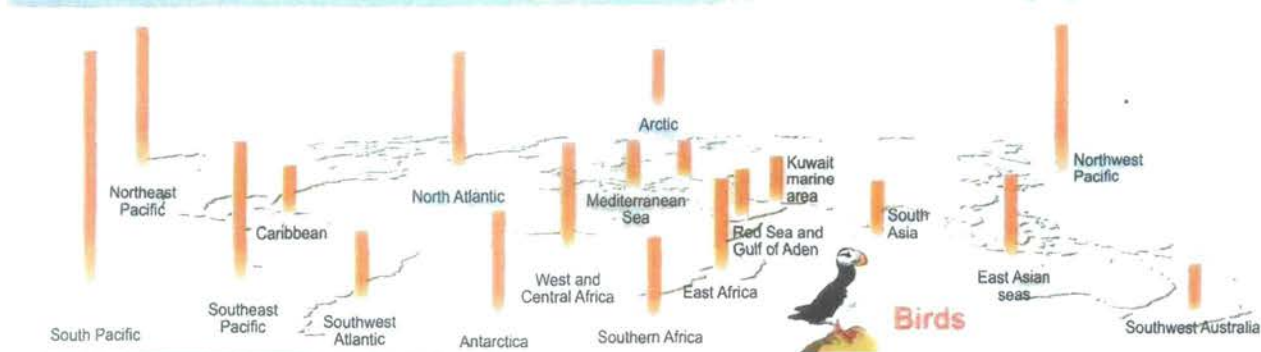 Arctic
Northeast
Pacific
North Atlantic
Mediterranean
Sea
Kuwait
marine
area
Northwest
Pacific
Caribbean
Red Sea and
Gulf of Aden
South
Asia
West and
Central Africa
East Africa
East Asian
seas
Southeast
Pacific
Southwest
Atlantic
South Pacific
Antarctica
Southern Africa
Birds
Southwest Australia